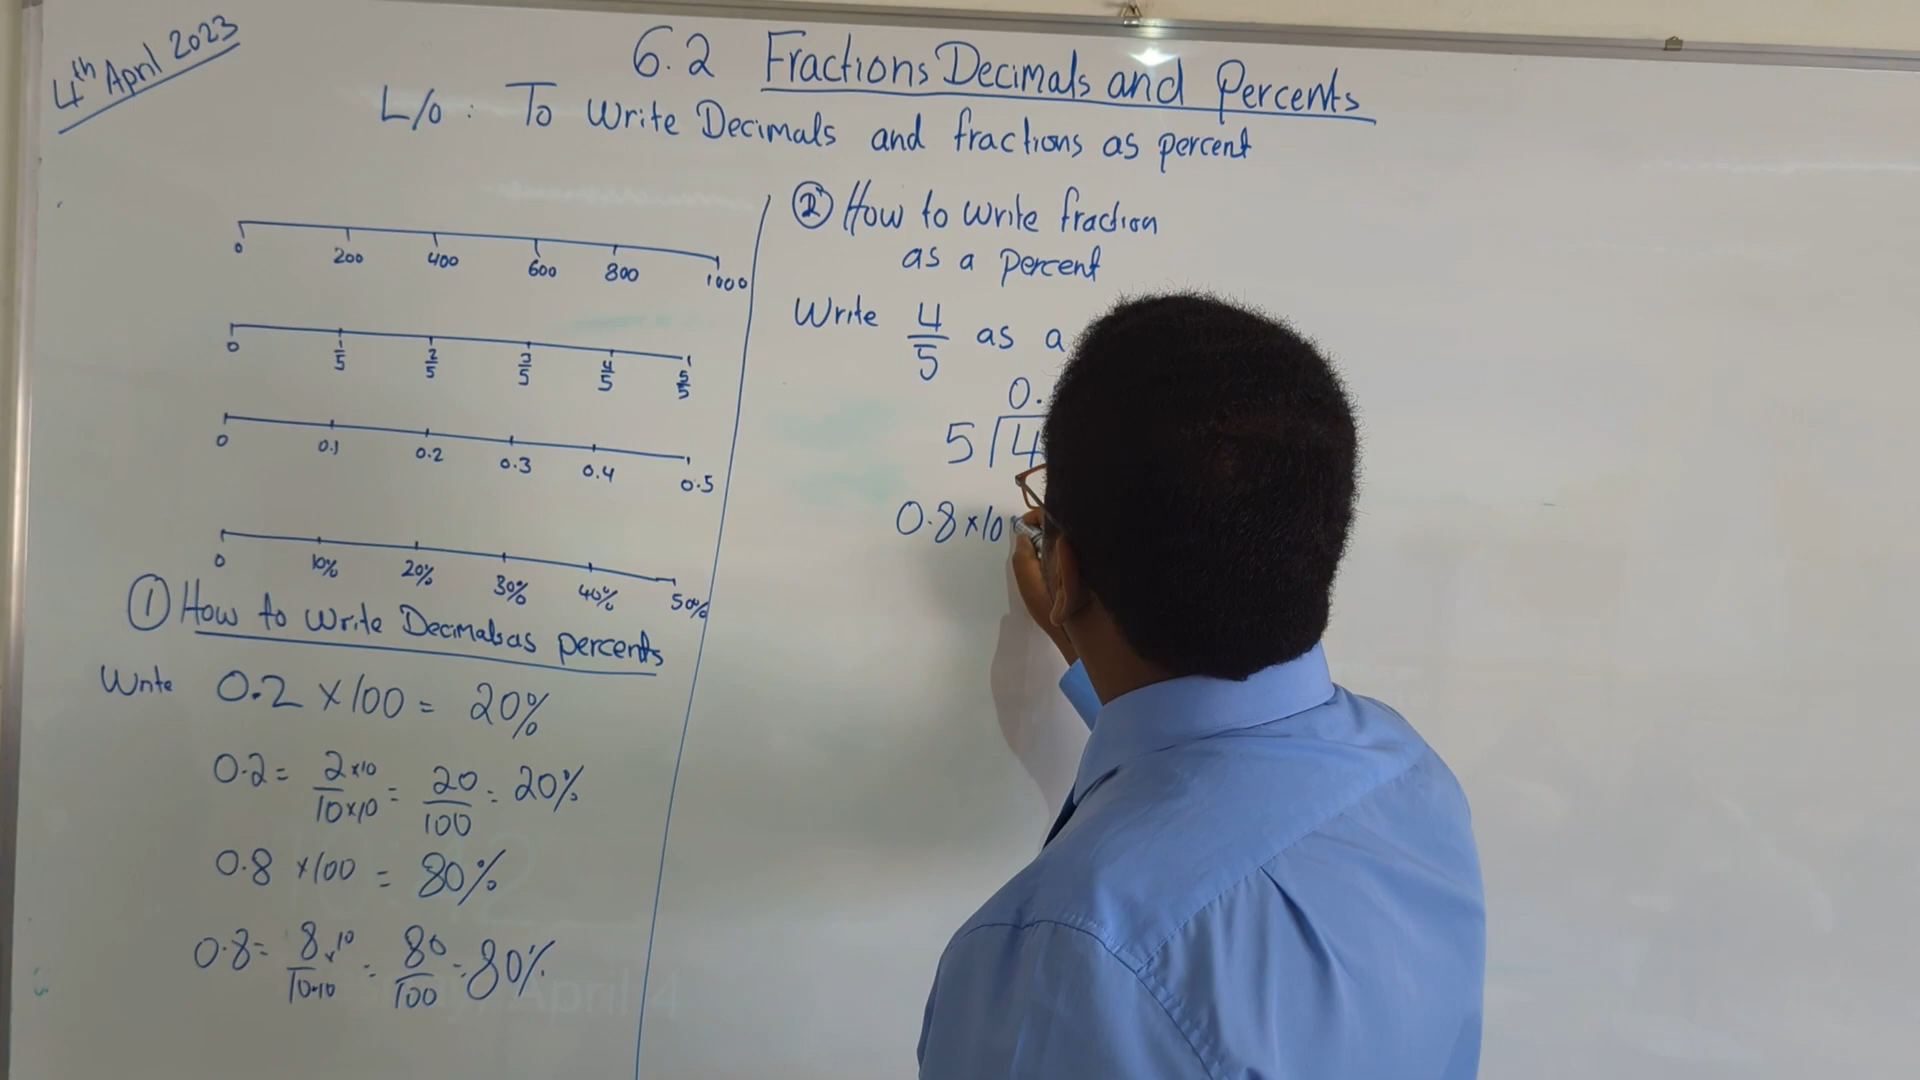 4th April 2023
6.2 Fractions Decimals and Percents
L/o : To Write Decimals and fractions as percent
0 200 400 600 800 1000
0 1/5 2/5 3/5 4/5 5/5
0 0.1 0.2 0.3 0.4 0.5
0 10% 20% 30% 40% 50%
① How to Write Decimals as percents
Write 0.2 × 100 = 20%
0.2 = 2×10/10×10 = 20/100 = 20%
0.8 ×100 = 80%
0.8 = 8×10/10×10 = 80/100 = 80%
② How to write fraction
as a percent
Write 4/5 as a
0.
5 4
0.8×10